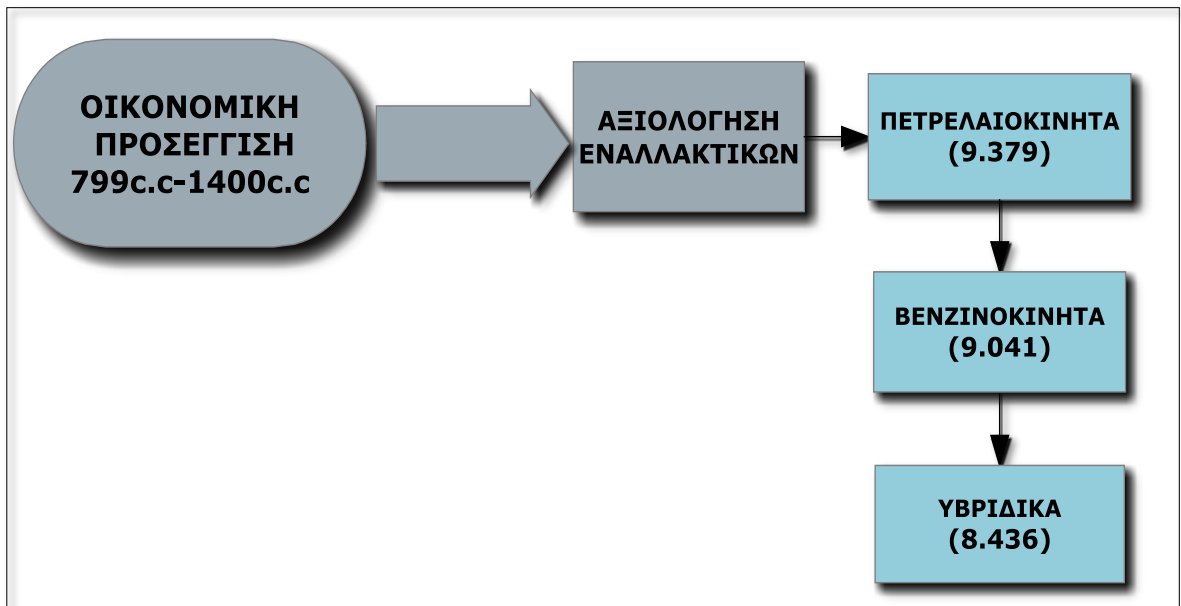 ΟΙΚΟΝΟΜΙΚΗ
ΠΡΟΣΕΓΓΙΣΗ
799c.c-1400c.c
ΑΞΙΟΛΟΓΗΣΗ
ΕΝΑΛΛΑΚΤΙΚΩΝ
ΠΕΤΡΕΛΑΙΟΚΙΝΗΤΑ
(9.379)
ΒΕΝΖΙΝΟΚΙΝΗΤΑ
(9.041)
ΥΒΡΙΔΙΚΑ
(8.436)